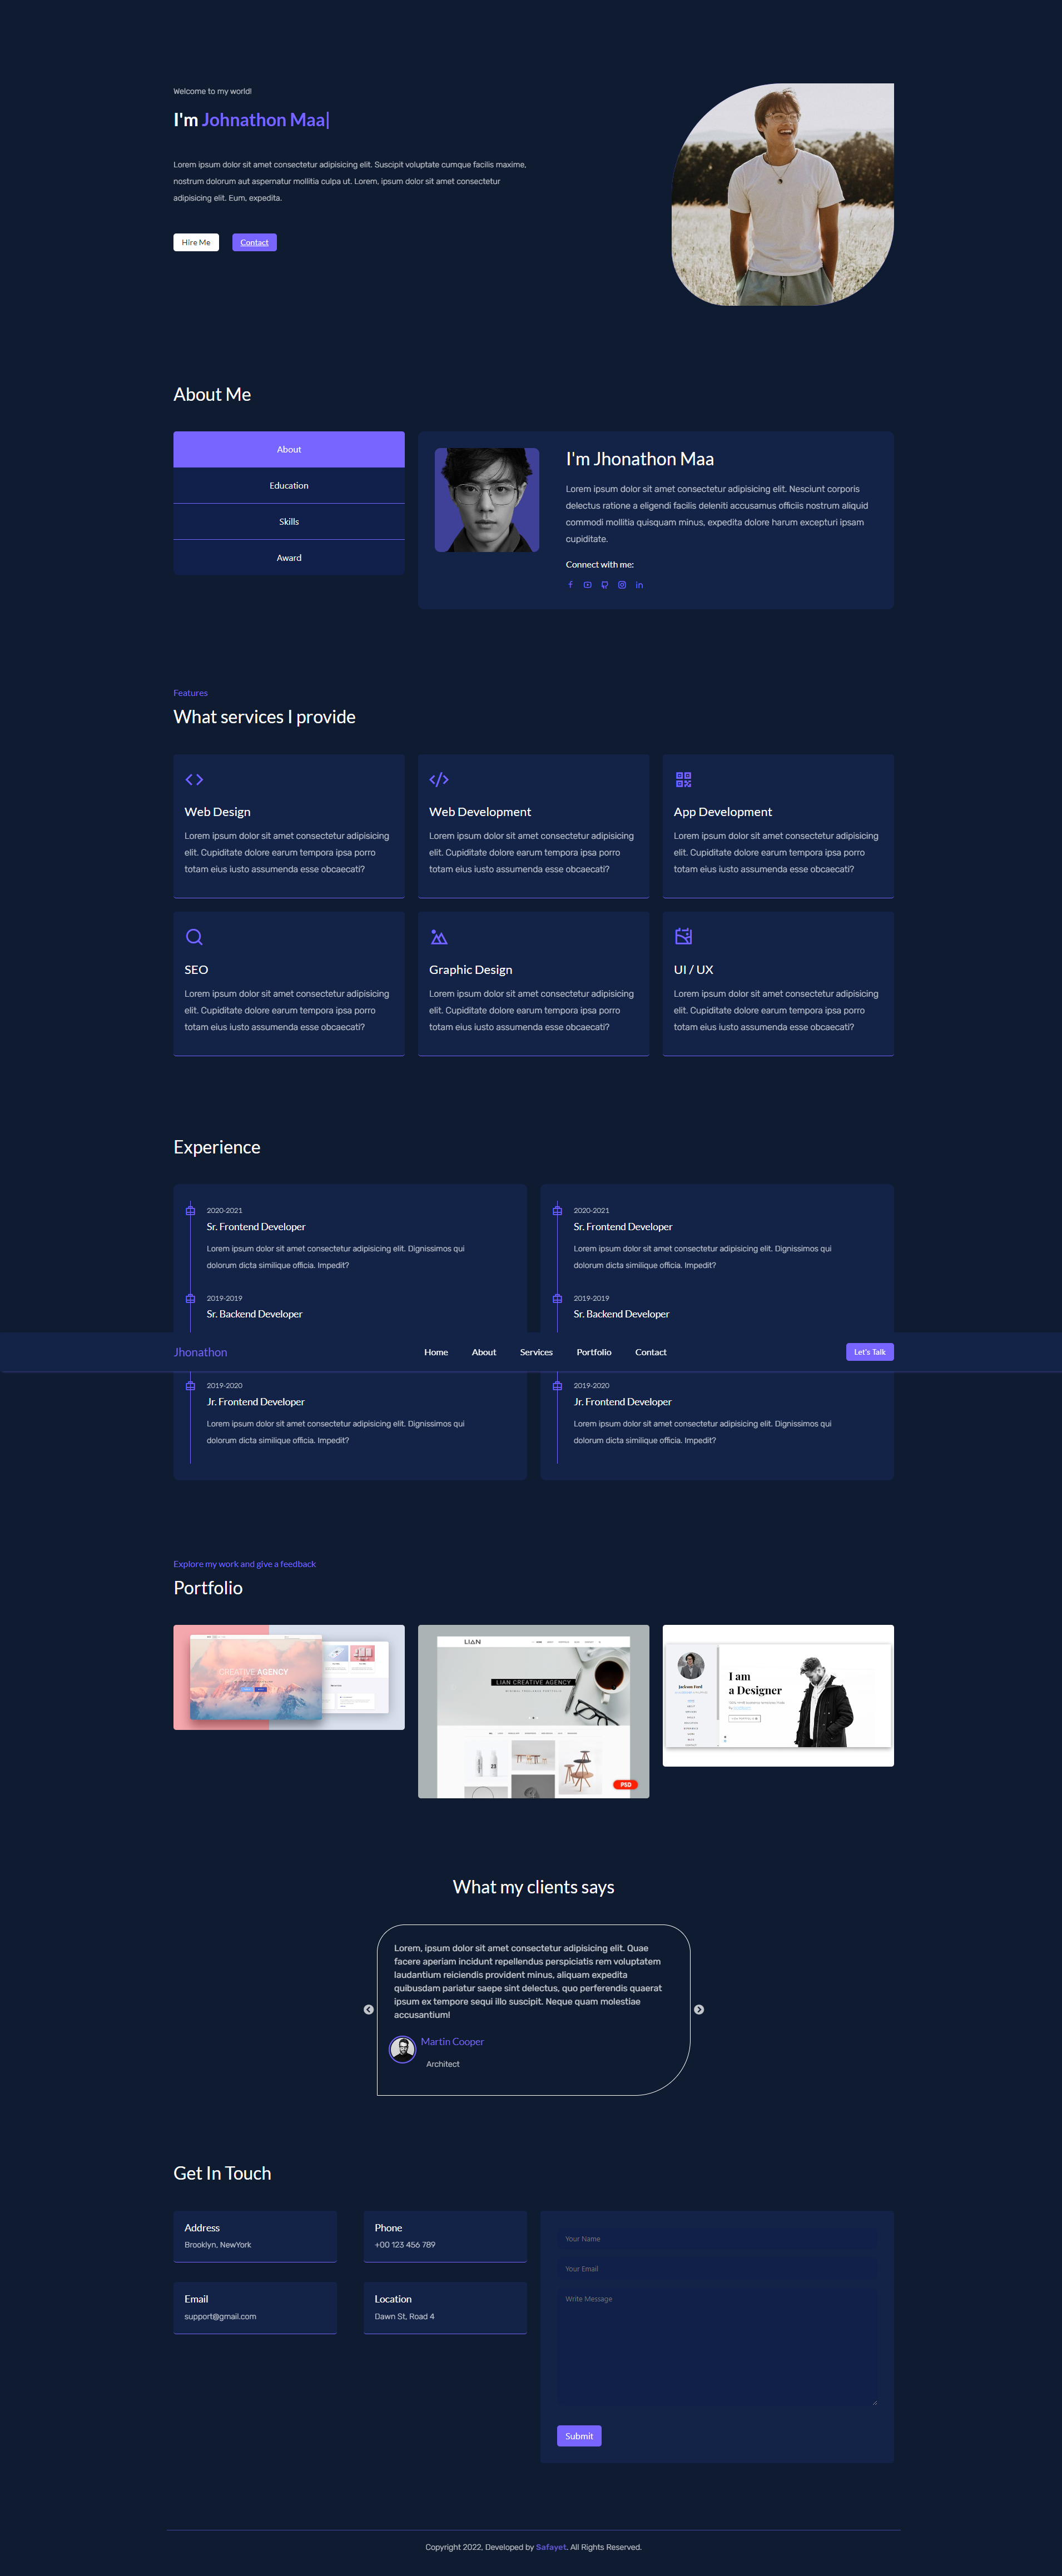 Welcome to my world!
I'm Johnathon Maa|
Lorem ipsum dolor sit amet consectetur adipisicing elit. Suscipit voluptate cumque facilis maxime,
nostrum dolorum aut aspernatur mollitia culpa ut. Lorem, ipsum dolor sit amet consectetur
adipisicing elit. Eum, expedita.
Hire Me
Contact
About Me
About
Education
Skills
Award
I'm Jhonathon Maa
Lorem ipsum dolor sit amet consectetur adipisicing elit. Nesciunt corporis
delectus ratione a eligendi facilis deleniti accusamus officiis nostrum aliquid
commodi mollitia quisquam minus, expedita dolore harum excepturi ipsam
cupiditate.
Connect with me:
Features
What services I provide
Web Design
Lorem ipsum dolor sit amet consectetur adipisicing
elit. Cupiditate dolore earum tempora ipsa porro
totam eius iusto assumenda esse obcaecati?
Web Development
Lorem ipsum dolor sit amet consectetur adipisicing
elit. Cupiditate dolore earum tempora ipsa porro
totam eius iusto assumenda esse obcaecati?
App Development
Lorem ipsum dolor sit amet consectetur adipisicing
elit. Cupiditate dolore earum tempora ipsa porro
totam eius iusto assumenda esse obcaecati?
SEO
Lorem ipsum dolor sit amet consectetur adipisicing
elit. Cupiditate dolore earum tempora ipsa porro
totam eius iusto assumenda esse obcaecati?
Graphic Design
Lorem ipsum dolor sit amet consectetur adipisicing
elit. Cupiditate dolore earum tempora ipsa porro
totam eius iusto assumenda esse obcaecati?
UI / UX
Lorem ipsum dolor sit amet consectetur adipisicing
elit. Cupiditate dolore earum tempora ipsa porro
totam eius iusto assumenda esse obcaecati?
Experience
2020-2021
Sr. Frontend Developer
Lorem ipsum dolor sit amet consectetur adipisicing elit. Dignissimos qui
dolorum dicta similique officia. Impedit?
2019-2019
Sr. Backend Developer
2020-2021
Sr. Frontend Developer
Lorem ipsum dolor sit amet consectetur adipisicing elit. Dignissimos qui
dolorum dicta similique officia. Impedit?
2019-2019
Sr. Backend Developer
Jhonathon
Home
About
Services
Portfolio
Contact
Let's Talk
2019-2020
Jr. Frontend Developer
Lorem ipsum dolor sit amet consectetur adipisicing elit. Dignissimos qui
dolorum dicta similique officia. Impedit?
2019-2020
Jr. Frontend Developer
Lorem ipsum dolor sit amet consectetur adipisicing elit. Dignissimos qui
dolorum dicta similique officia. Impedit?
Explore my work and give a feedback
Portfolio
CREATIVE AGENCY
LIAN
LIAN CREATIVE AGENCY
23
PSD
Jackson Ford
I am
a Designer
What my clients says
Lorem, ipsum dolor sit amet consectetur adipisicing elit. Quae
facere aperiam incidunt repellendus perspiciatis rem voluptatem
laudantium reiciendis provident minus, aliquam expedita
quibusdam pariatur saepe sint delectus, quo perferendis quaerat
ipsum ex tempore sequi illo suscipit. Neque quam molestiae
accusantium!
Martin Cooper
Architect
Get In Touch
Address
Brooklyn, NewYork
Phone
+00 123 456 789
Email
support@gmail.com
Location
Dawn St, Road 4
Your Name
Your Email
Write Message
Submit
Copyright 2022, Developed by Safayet. All Rights Reserved.